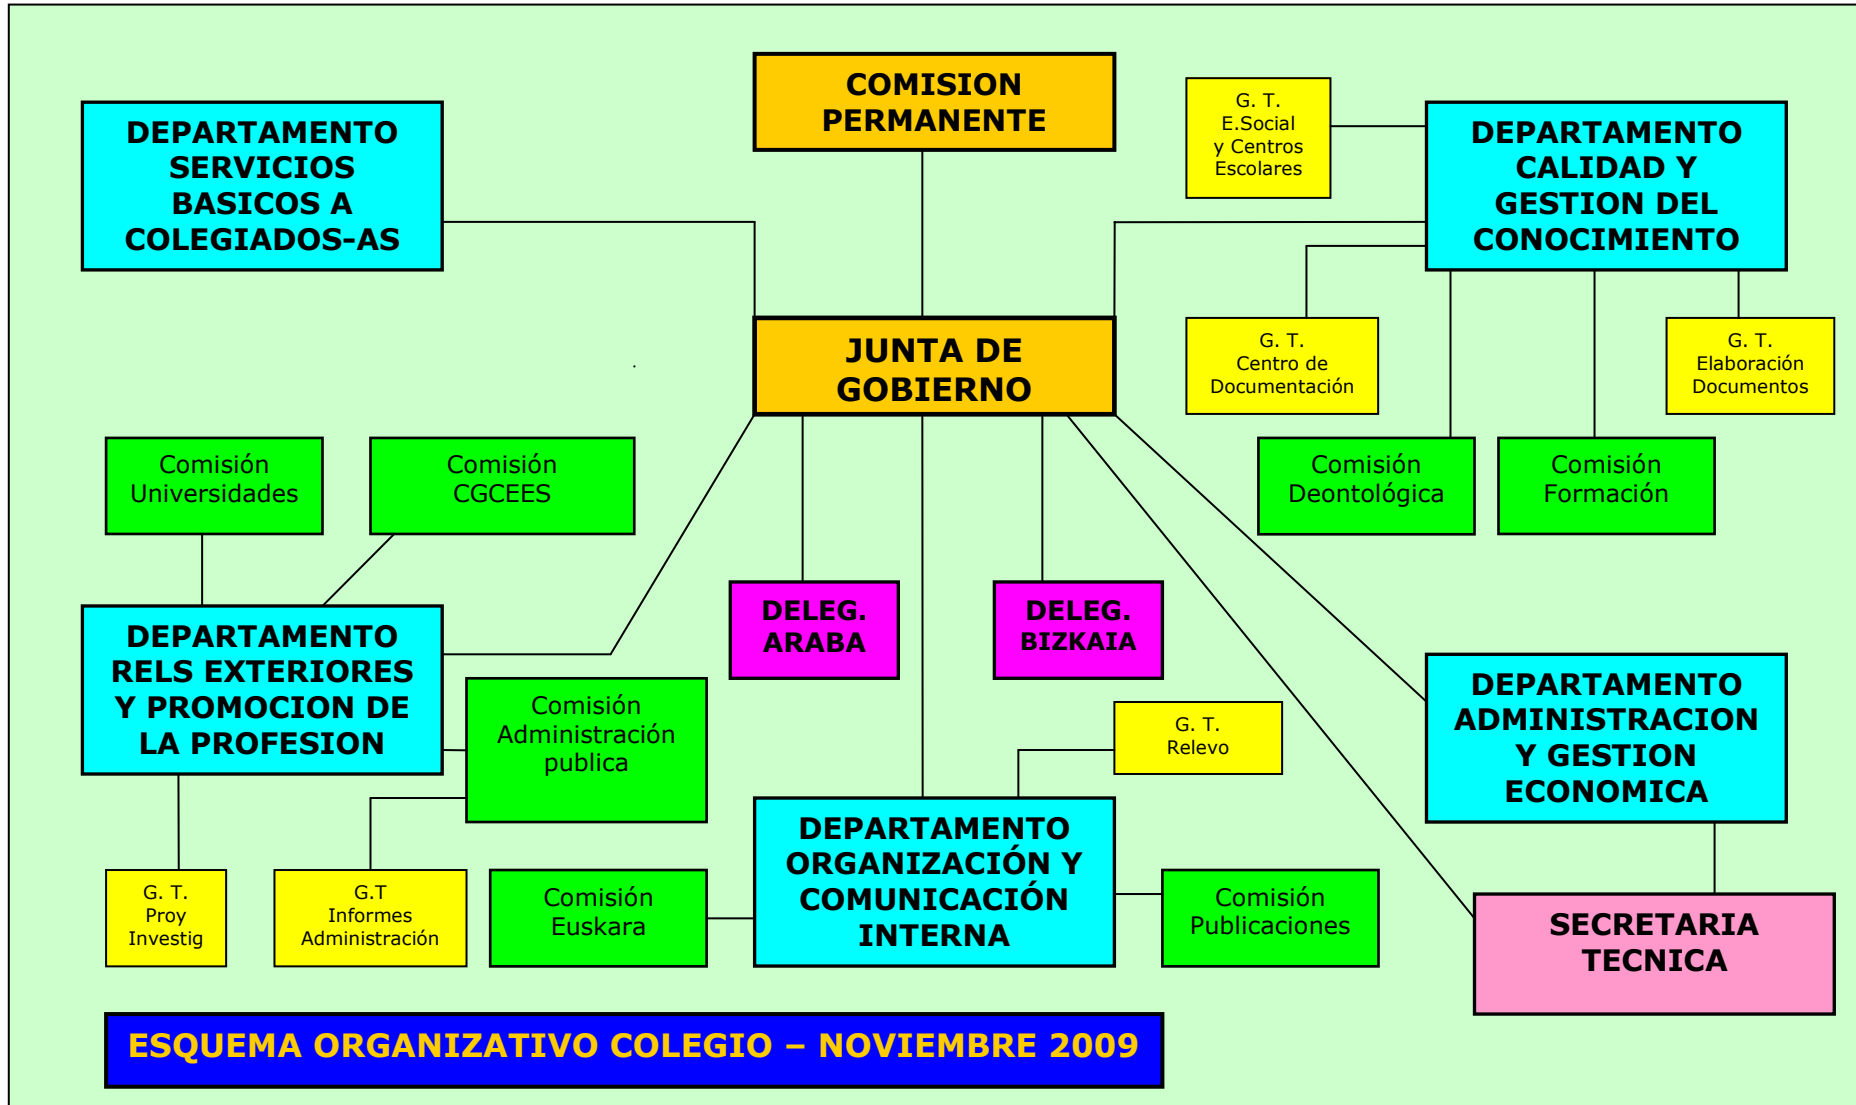 COMISION
PERMANENTE
DEPARTAMENTO
SERVICIOS
BASICOS A
COLEGIADOS-AS
G. T.
E.Social
y Centros
Escolares
DEPARTAMENTO
CALIDAD Y
GESTION DEL
CONOCIMIENTO
JUNTA DE
GOBIERNO
G. T.
Centro de
Documentación
G. T.
Elaboración
Documentos
Comisión
Universidades
Comisión
CGCEES
Comisión
Deontológica
Comisión
Formación
DELEG.
ARABA
DELEG.
BIZKAIA
DEPARTAMENTO
RELS EXTERIORES
Y PROMOCION DE
LA PROFESION
Comisión
Administración
publica
G. T.
Relevo
DEPARTAMENTO
ADMINISTRACION
Y GESTION
ECONOMICA
G. T.
Proy
Investig
G.T
Informes
Administración
Comisión
Euskara
DEPARTAMENTO
ORGANIZACIÓN Y
COMUNICACIÓN
INTERNA
Comisión
Publicaciones
SECRETARIA
TECNICA
ESQUEMA ORGANIZATIVO COLEGIO – NOVIEMBRE 2009